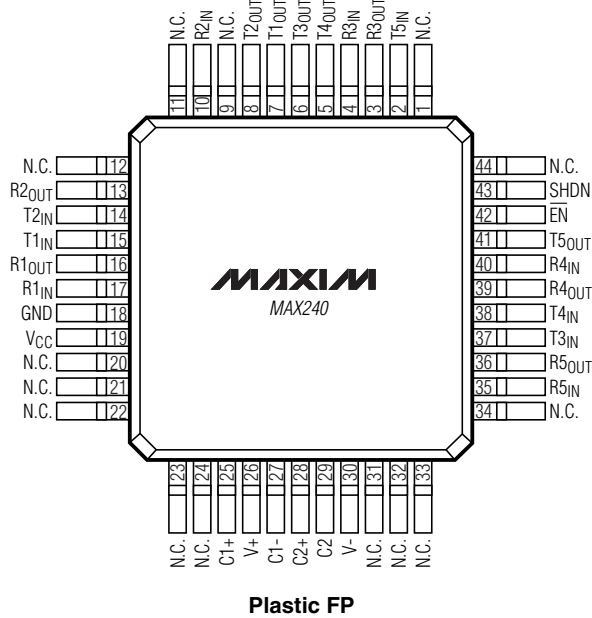 N.C.
R2IN
N.C.
T2OUT
T1OUT
T3OUT
T4OUT
R3IN
R3OUT
T5IN
N.C.
11
10
9
8
7
6
5
4
3
2
1
N.C. 12
R2OUT 13
T2IN 14
T1IN 15
R1OUT 16
R1IN 17
GND 18
VCC 19
N.C. 20
N.C. 21
N.C. 22
MAXIM
MAX240
44 N.C.
43 SHDN
42 EN
41 T5OUT
40 R4IN
39 R4OUT
38 T4IN
37 T3IN
36 R5OUT
35 R5IN
34 N.C.
23
24
25
26
27
28
29
30
31
32
33
N.C.
N.C.
C1+
V+
C1-
C2+
C2
V-
N.C.
N.C.
N.C.
Plastic FP